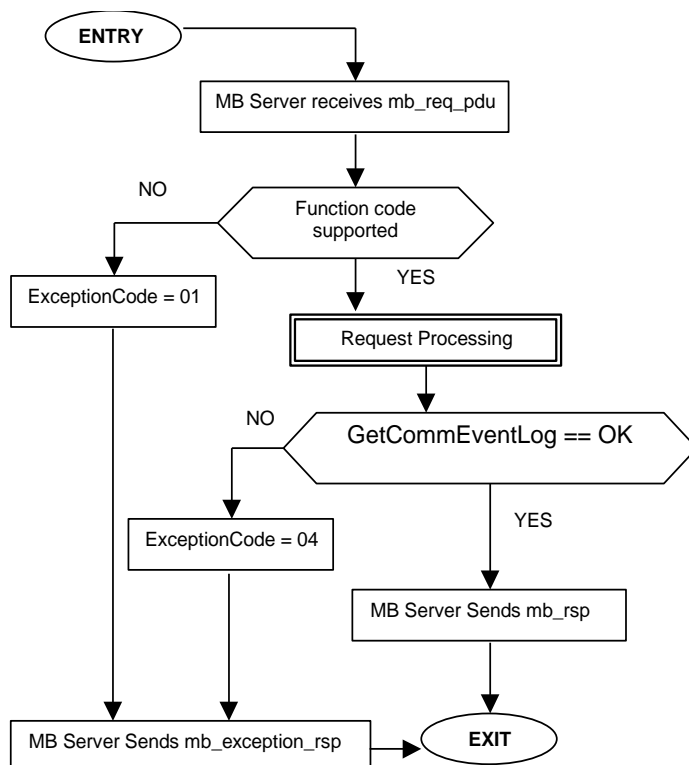 ENTRY
MB Server receives mb_req_pdu
NO
Function code
supported
YES
ExceptionCode = 01
Request Processing
NO
GetCommEventLog == OK
YES
ExceptionCode = 04
MB Server Sends mb_rsp
MB Server Sends mb_exception_rsp
EXIT